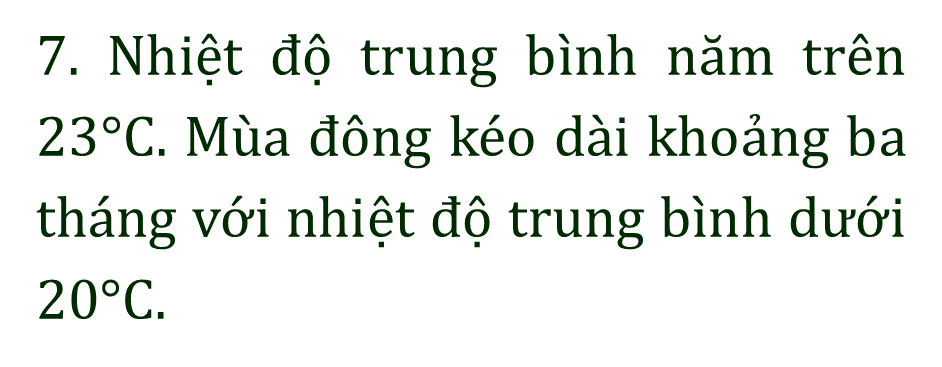 7. Nhiệt độ trung bình năm trên
23°C. Mùa đông kéo dài khoảng ba
tháng với nhiệt độ trung bình dưới
20°C.